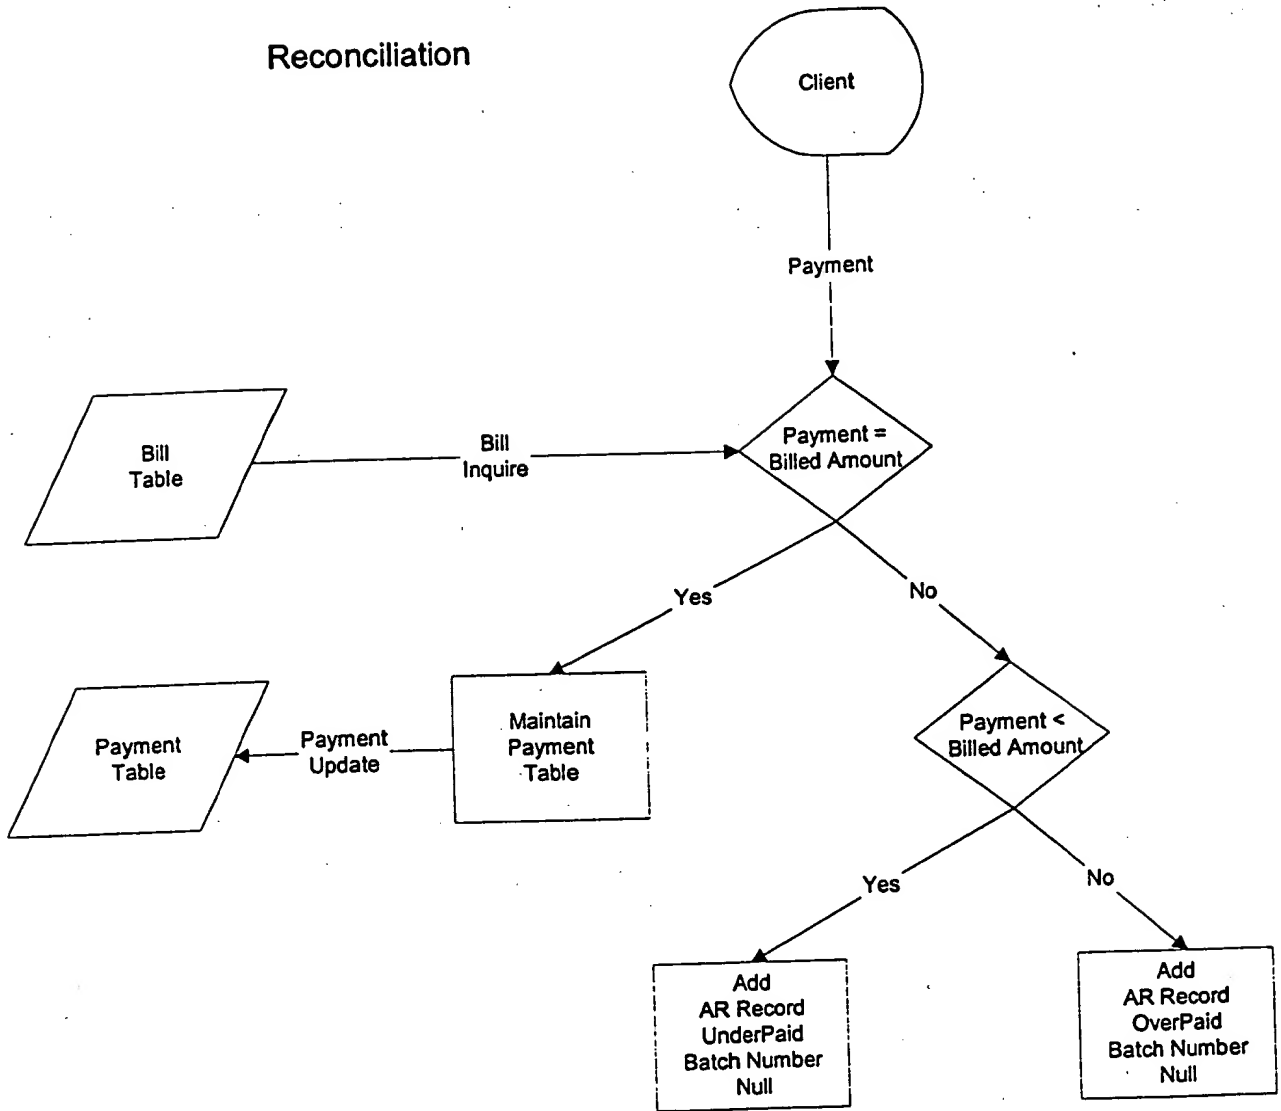 Reconciliation
Client
Payment
Bill
Table
Bill
Inquire
Payment =
Billed Amount
Yes
No
Payment
Table
Payment
Update
Maintain
Payment
Table
Payment <
Billed Amount
Yes
No
Add
AR Record
UnderPaid
Batch Number
Null
Add
AR Record
OverPaid
Batch Number
Null